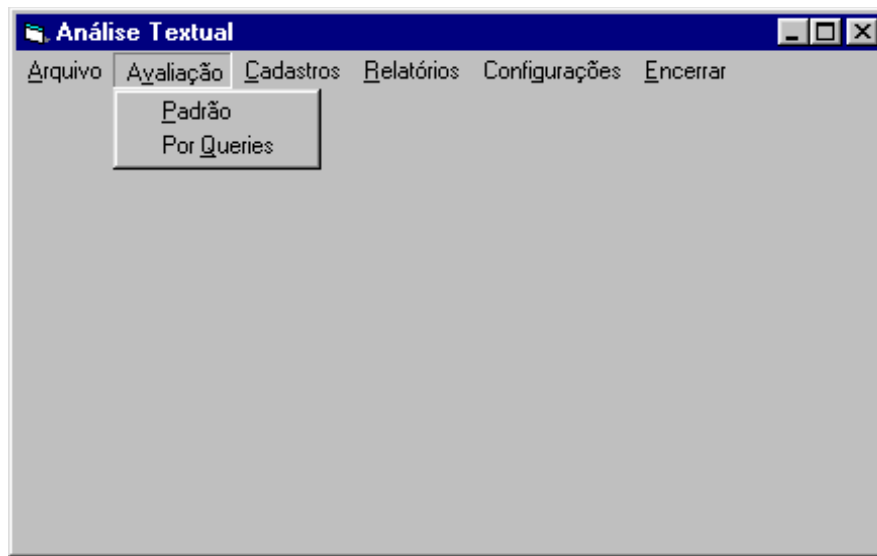 Análise Textual
Arquivo Avaliação Cadastros Relatórios Configurações Encerrar
Padrão
Por Queries